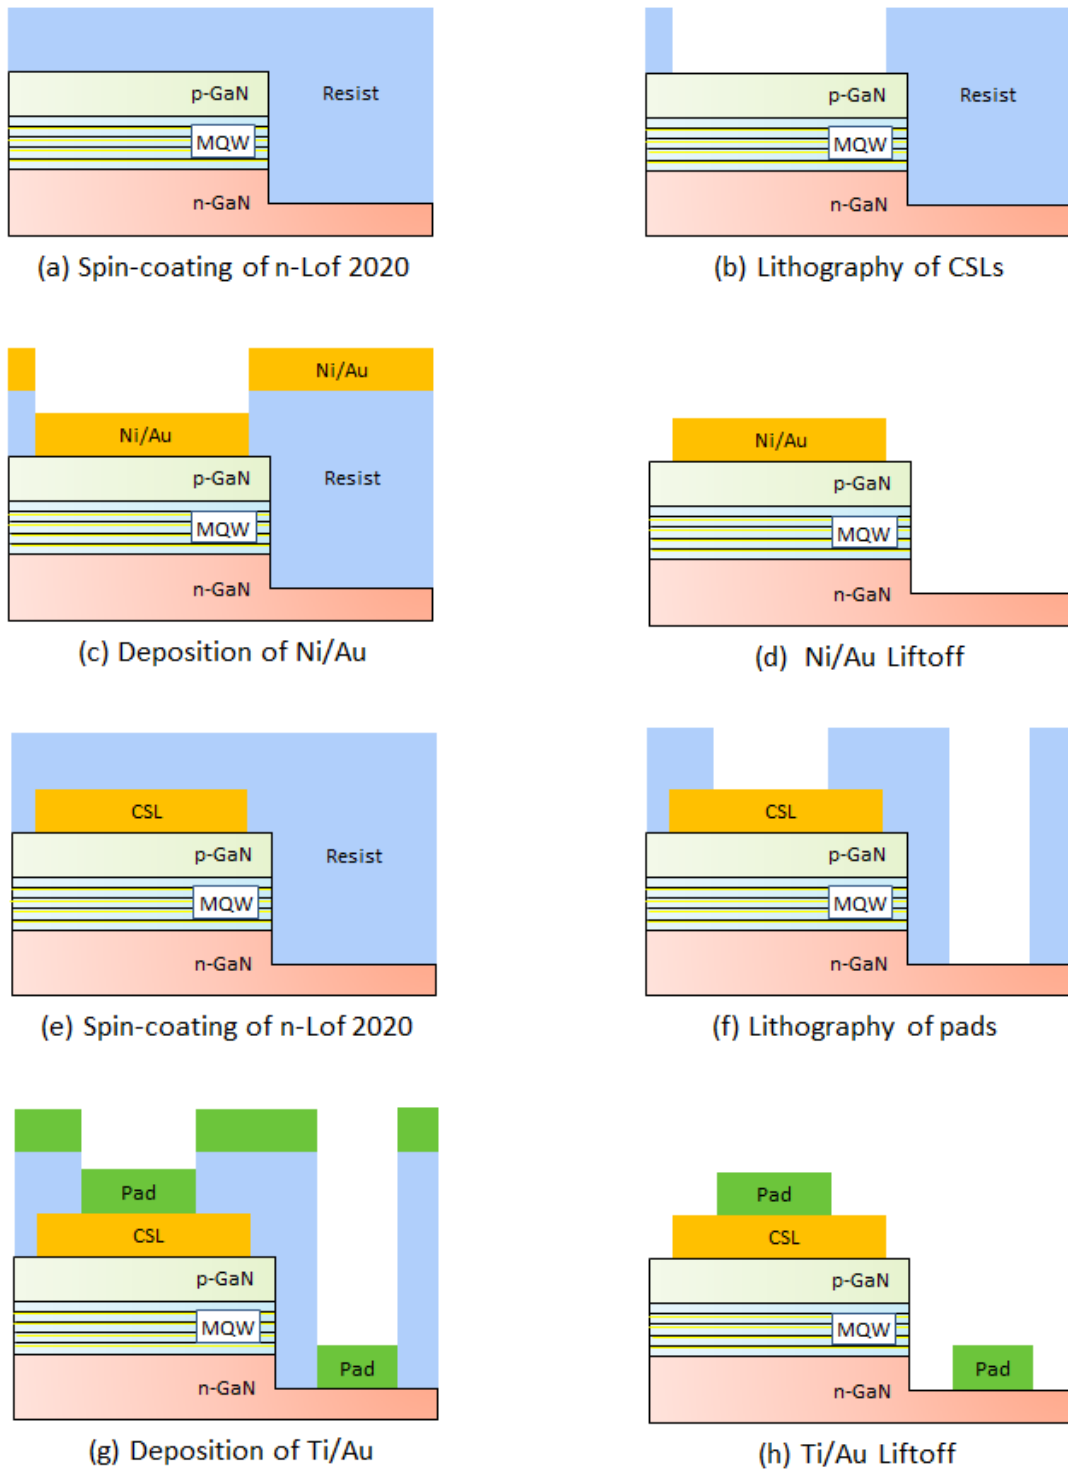 p-GaN
Resist
MQW
n-GaN
(a) Spin-coating of n-Lof 2020
p-GaN
Resist
MQW
n-GaN
(b) Lithography of CSLs
Ni/Au
Ni/Au
p-GaN
Resist
MQW
n-GaN
(c) Deposition of Ni/Au
Ni/Au
p-GaN
MQW
n-GaN
(d) Ni/Au Liftoff
CSL
p-GaN
Resist
MQW
n-GaN
(e) Spin-coating of n-Lof 2020
CSL
p-GaN
MQW
n-GaN
(f) Lithography of pads
Pad
CSL
p-GaN
MQW
Pad
n-GaN
(g) Deposition of Ti/Au
Pad
CSL
p-GaN
MQW
Pad
n-GaN
(h) Ti/Au Liftoff